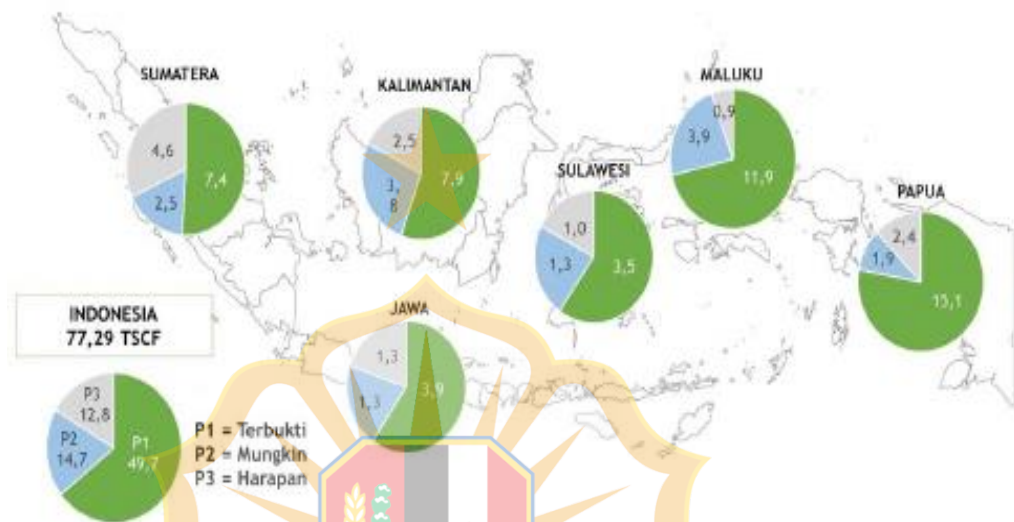 SUMATERA
4,6
7,4
2,5
KALIMANTAN
2,5
7,9
3,
8
MALUKU
0,9
3,9
11,9
SULAWESI
1,0
1,3
3,5
PAPUA
2,4
1,9
15,1
INDONESIA
77,29 TSCF
JAWA
1,3
3,9
1,3
P3
12,8
P2
14,7
P1
49,7
P1 = Terbukti
P2 = Mungkin
P3 = Harapan